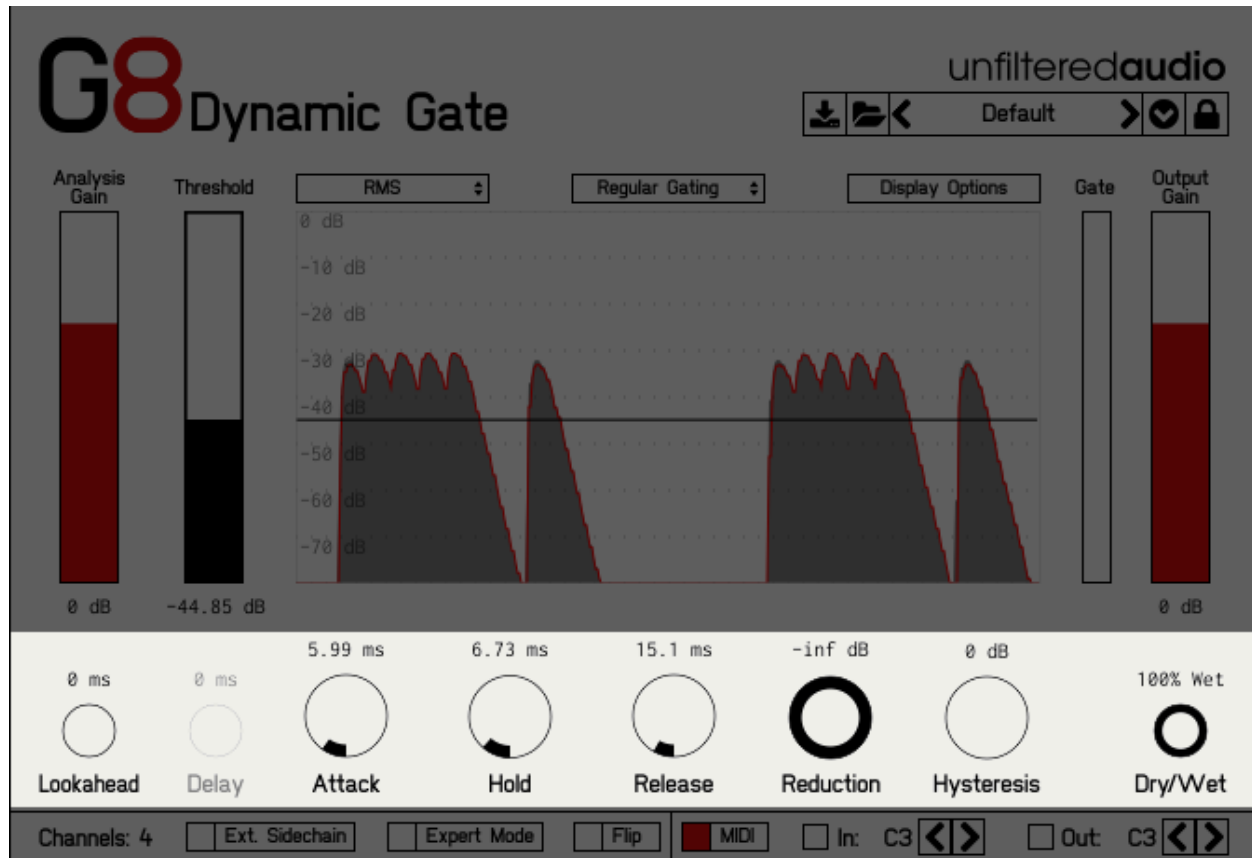 G8 Dynamic Gate
unfilteredaudio
Default
Analysis Gain
Threshold
RMS
Regular Gating
Display Options
Gate
Output Gain
0 dB
-10 dB
-20 dB
-30 dB
-40 dB
-50 dB
-60 dB
-70 dB
0 dB
-44.85 dB
0 dB
0 ms
0 ms
5.99 ms
6.73 ms
15.1 ms
-inf dB
0 dB
100% Wet
Lookahead
Delay
Attack
Hold
Release
Reduction
Hysteresis
Dry/Wet
Channels: 4
Ext. Sidechain
Expert Mode
Flip
MIDI
In: C3
Out: C3